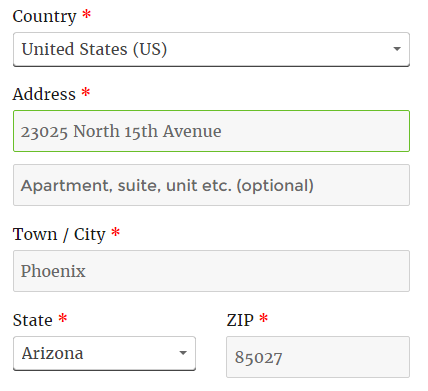 Country *
United States (US)
Address *
23025 North 15th Avenue
Apartment, suite, unit etc. (optional)
Town / City *
Phoenix
State * ZIP *
Arizona 85027